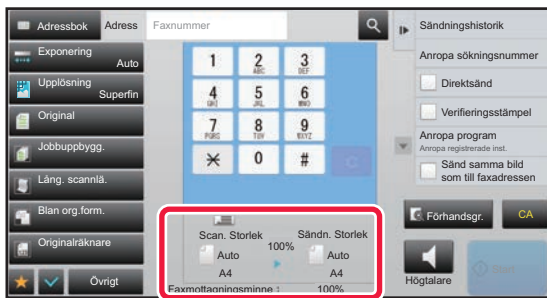 Adressbok
Adress
Faxnummer
Sändningshistorik
Exponering
Auto
Upplösning
Superfin
Original
Jobbuppbygg.
Lång. scannlä.
Blan org.form.
Originalräknare
Övrigt
1
2 ABC
3 DEF
4 GHI
5 JKL
6 MNO
7 PQRS
8 TUV
9 WXYZ
0
#
C
Scan. Storlek
Auto
A4
100%
Sändn. Storlek
Auto
A4
Faxmottagningsminne : 100%
Anropa sökningsnummer
Direktsänd
Verifieringsstämpel
Anropa program
Anropa registrerade inst.
Sänd samma bild
som till faxadressen
Förhandsgr.
CA
Högtalare
Start